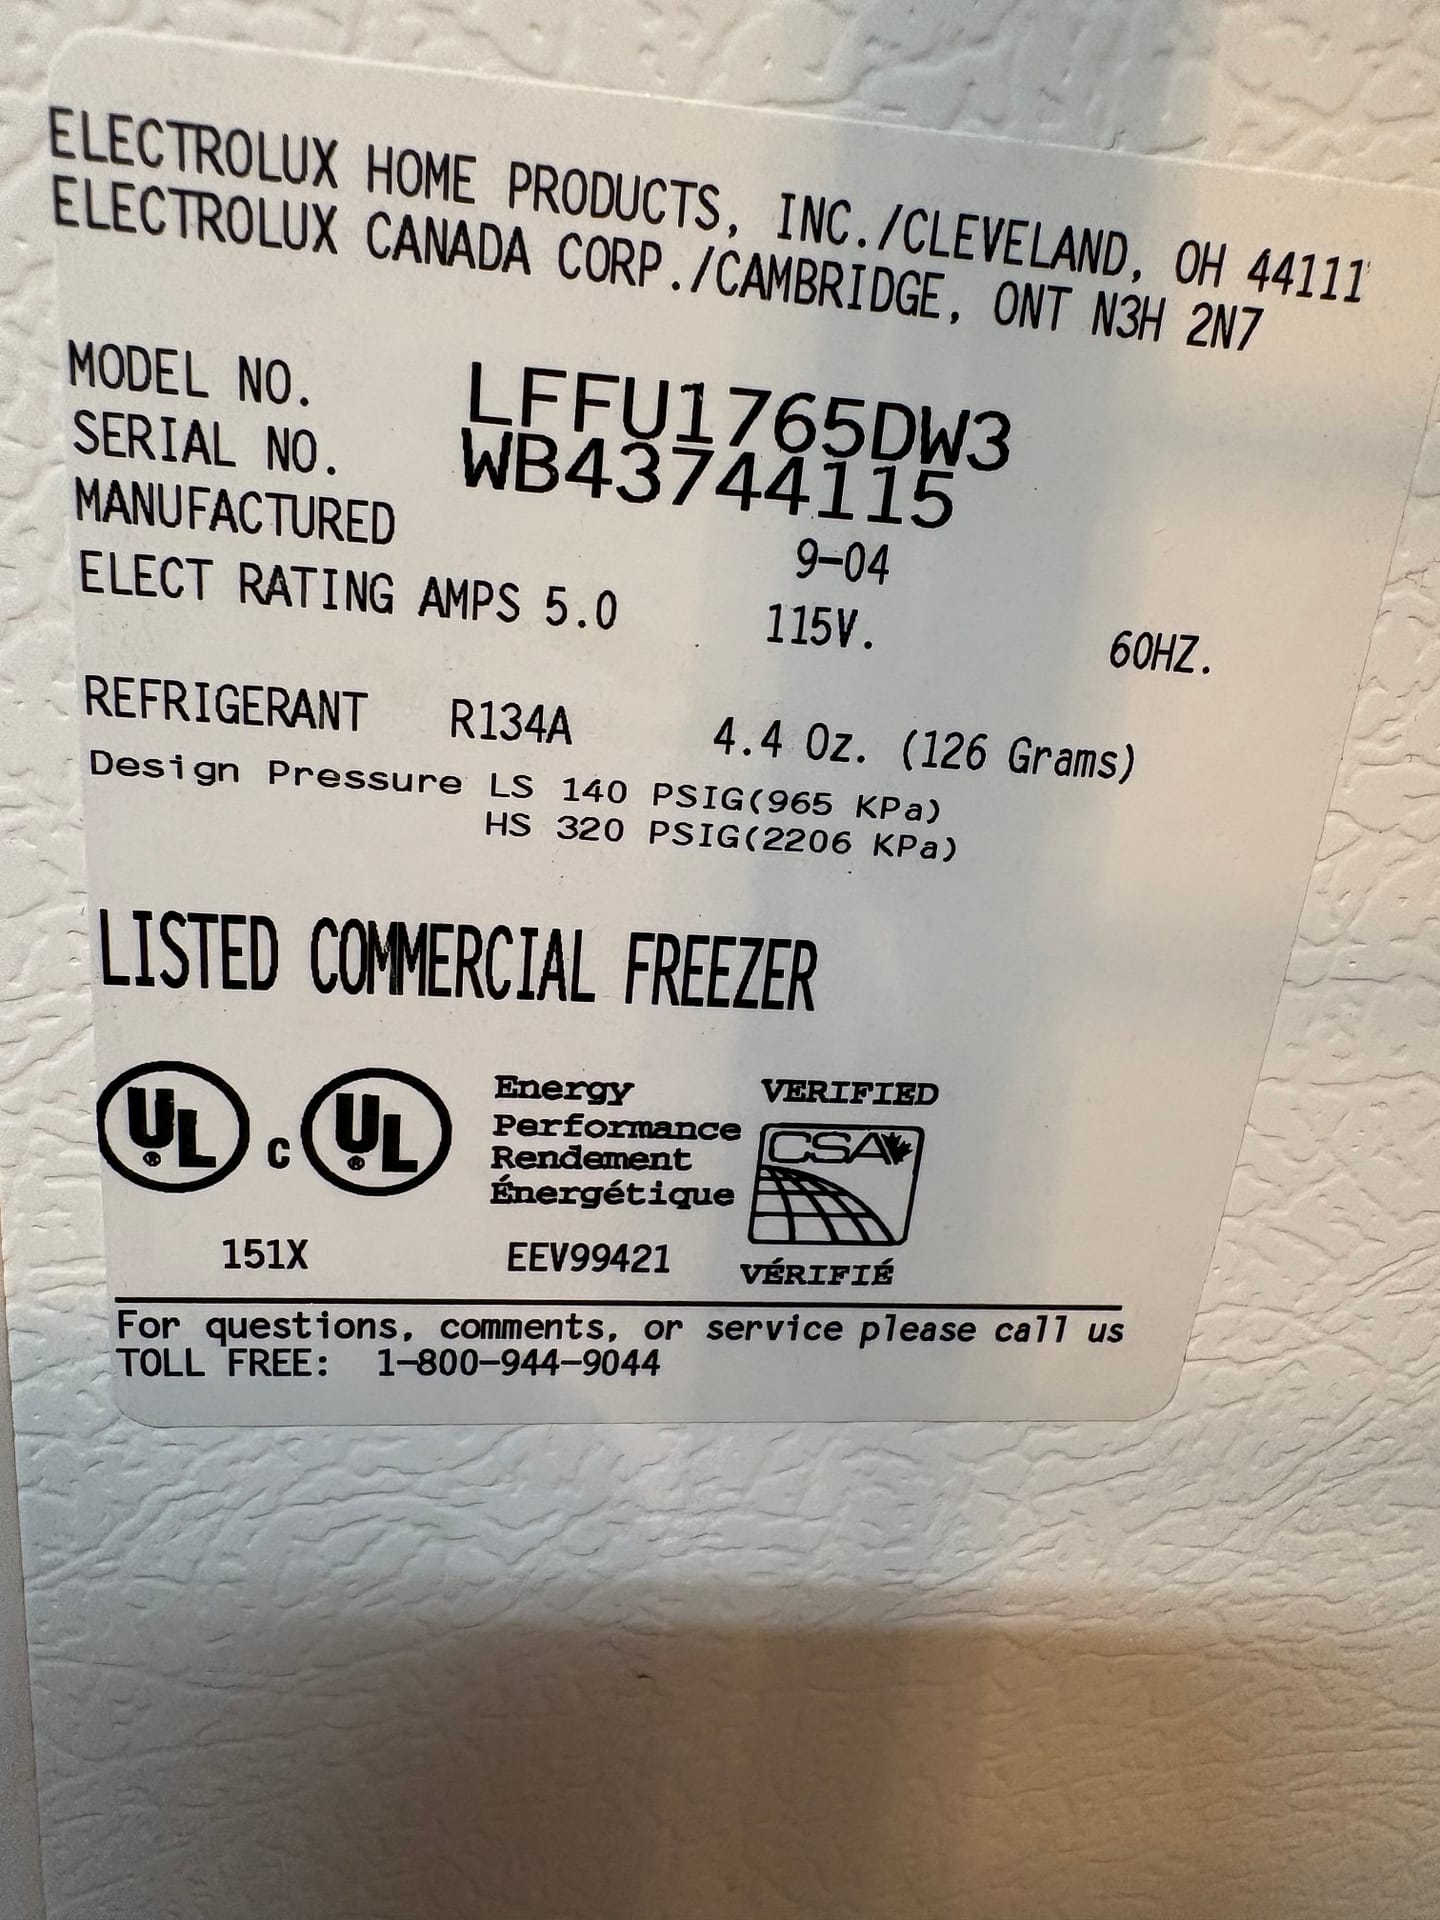 ELECTROLUX HOME PRODUCTS, INC./CLEVELAND, OH 44111
ELECTROLUX CANADA CORP./CAMBRIDGE, ONT N3H 2N7
MODEL NO. LFFU1765DW3
SERIAL NO. WB43744115
MANUFACTURED 9-04
ELECT RATING AMPS 5.0 115V. 60HZ.
REFRIGERANT R134A 4.4 Oz. (126 Grams)
Design Pressure LS 140 PSIG(965 KPa)
HS 320 PSIG(2206 KPa)
LISTED COMMERCIAL FREEZER
UL® C UL®
Energy
Performance
Rendement
Énergétique
VERIFIED
CSA
VÉRIFIÉ
151X EEV99421
For questions, comments, or service please call us
TOLL FREE: 1-800-944-9044